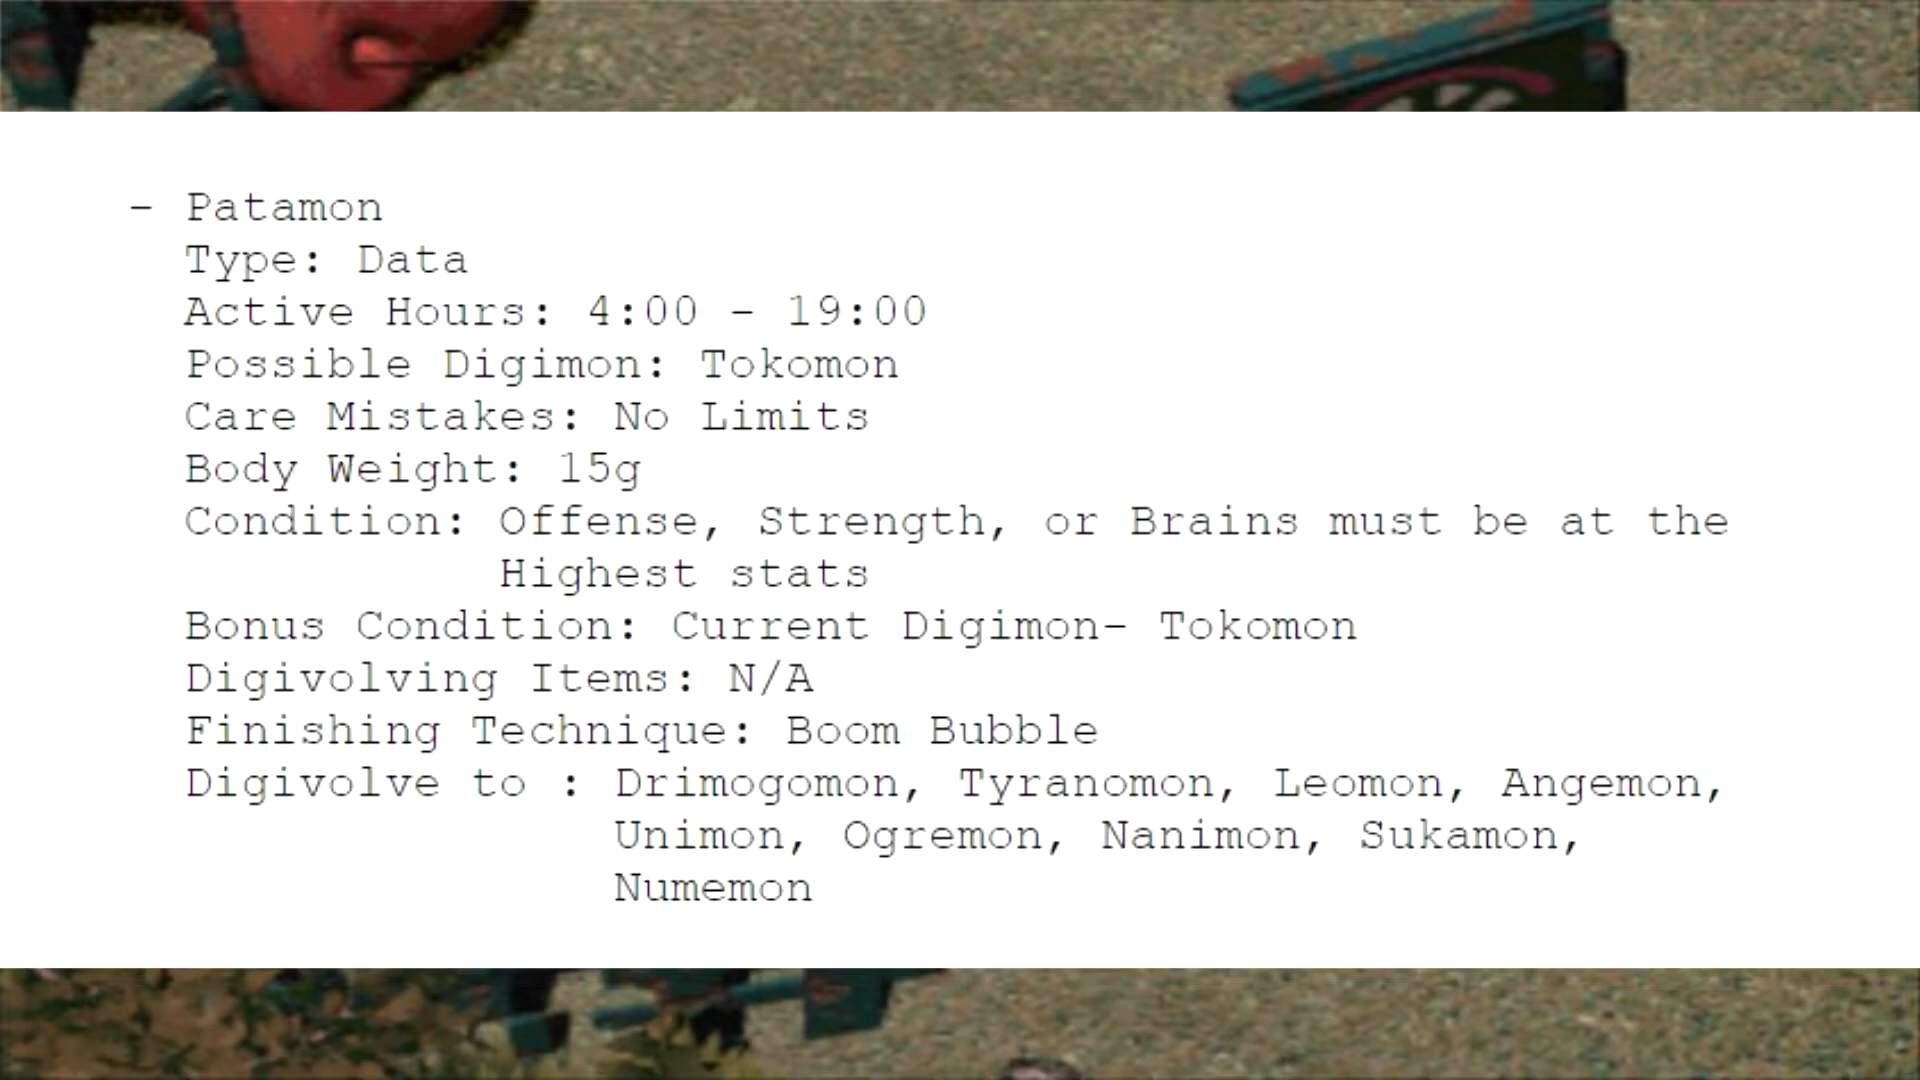 - Patamon
Type: Data
Active Hours: 4:00 - 19:00
Possible Digimon: Tokomon
Care Mistakes: No Limits
Body Weight: 15g
Condition: Offense, Strength, or Brains must be at the
Highest stats
Bonus Condition: Current Digimon- Tokomon
Digivolving Items: N/A
Finishing Technique: Boom Bubble
Digivolve to : Drimogomon, Tyranomon, Leomon, Angemon,
Unimon, Ogremon, Nanimon, Sukamon,
Numemon